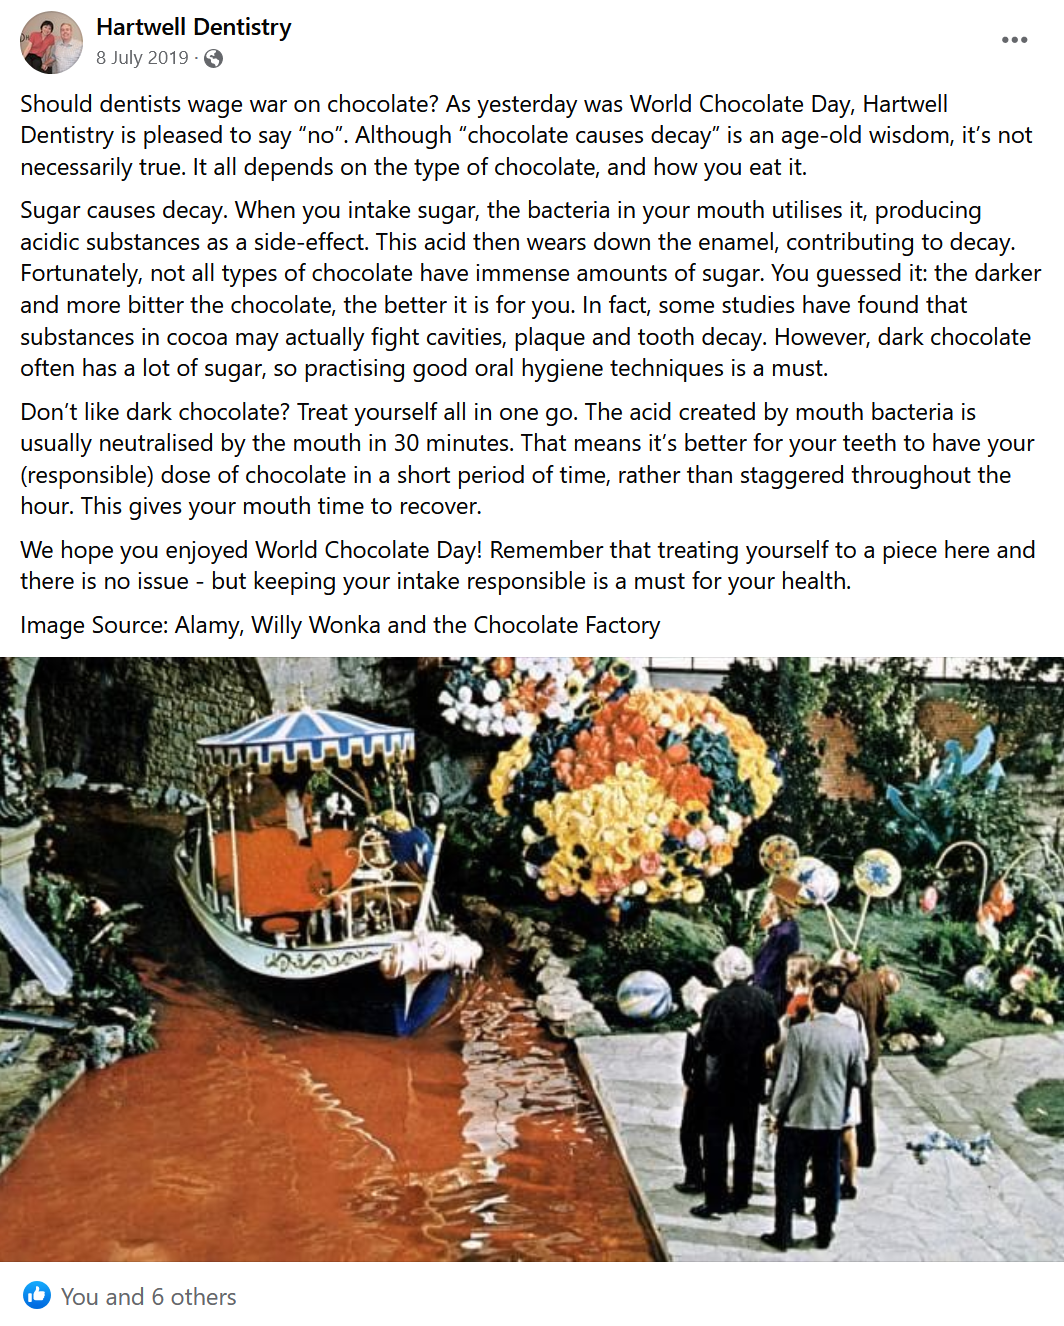 Hartwell Dentistry
8 July 2019 ·
Should dentists wage war on chocolate? As yesterday was World Chocolate Day, Hartwell
Dentistry is pleased to say “no”. Although “chocolate causes decay” is an age-old wisdom, it’s not
necessarily true. It all depends on the type of chocolate, and how you eat it.
Sugar causes decay. When you intake sugar, the bacteria in your mouth utilises it, producing
acidic substances as a side-effect. This acid then wears down the enamel, contributing to decay.
Fortunately, not all types of chocolate have immense amounts of sugar. You guessed it: the darker
and more bitter the chocolate, the better it is for you. In fact, some studies have found that
substances in cocoa may actually fight cavities, plaque and tooth decay. However, dark chocolate
often has a lot of sugar, so practising good oral hygiene techniques is a must.
Don’t like dark chocolate? Treat yourself all in one go. The acid created by mouth bacteria is
usually neutralised by the mouth in 30 minutes. That means it’s better for your teeth to have your
(responsible) dose of chocolate in a short period of time, rather than staggered throughout the
hour. This gives your mouth time to recover.
We hope you enjoyed World Chocolate Day! Remember that treating yourself to a piece here and
there is no issue - but keeping your intake responsible is a must for your health.
Image Source: Alamy, Willy Wonka and the Chocolate Factory
You and 6 others